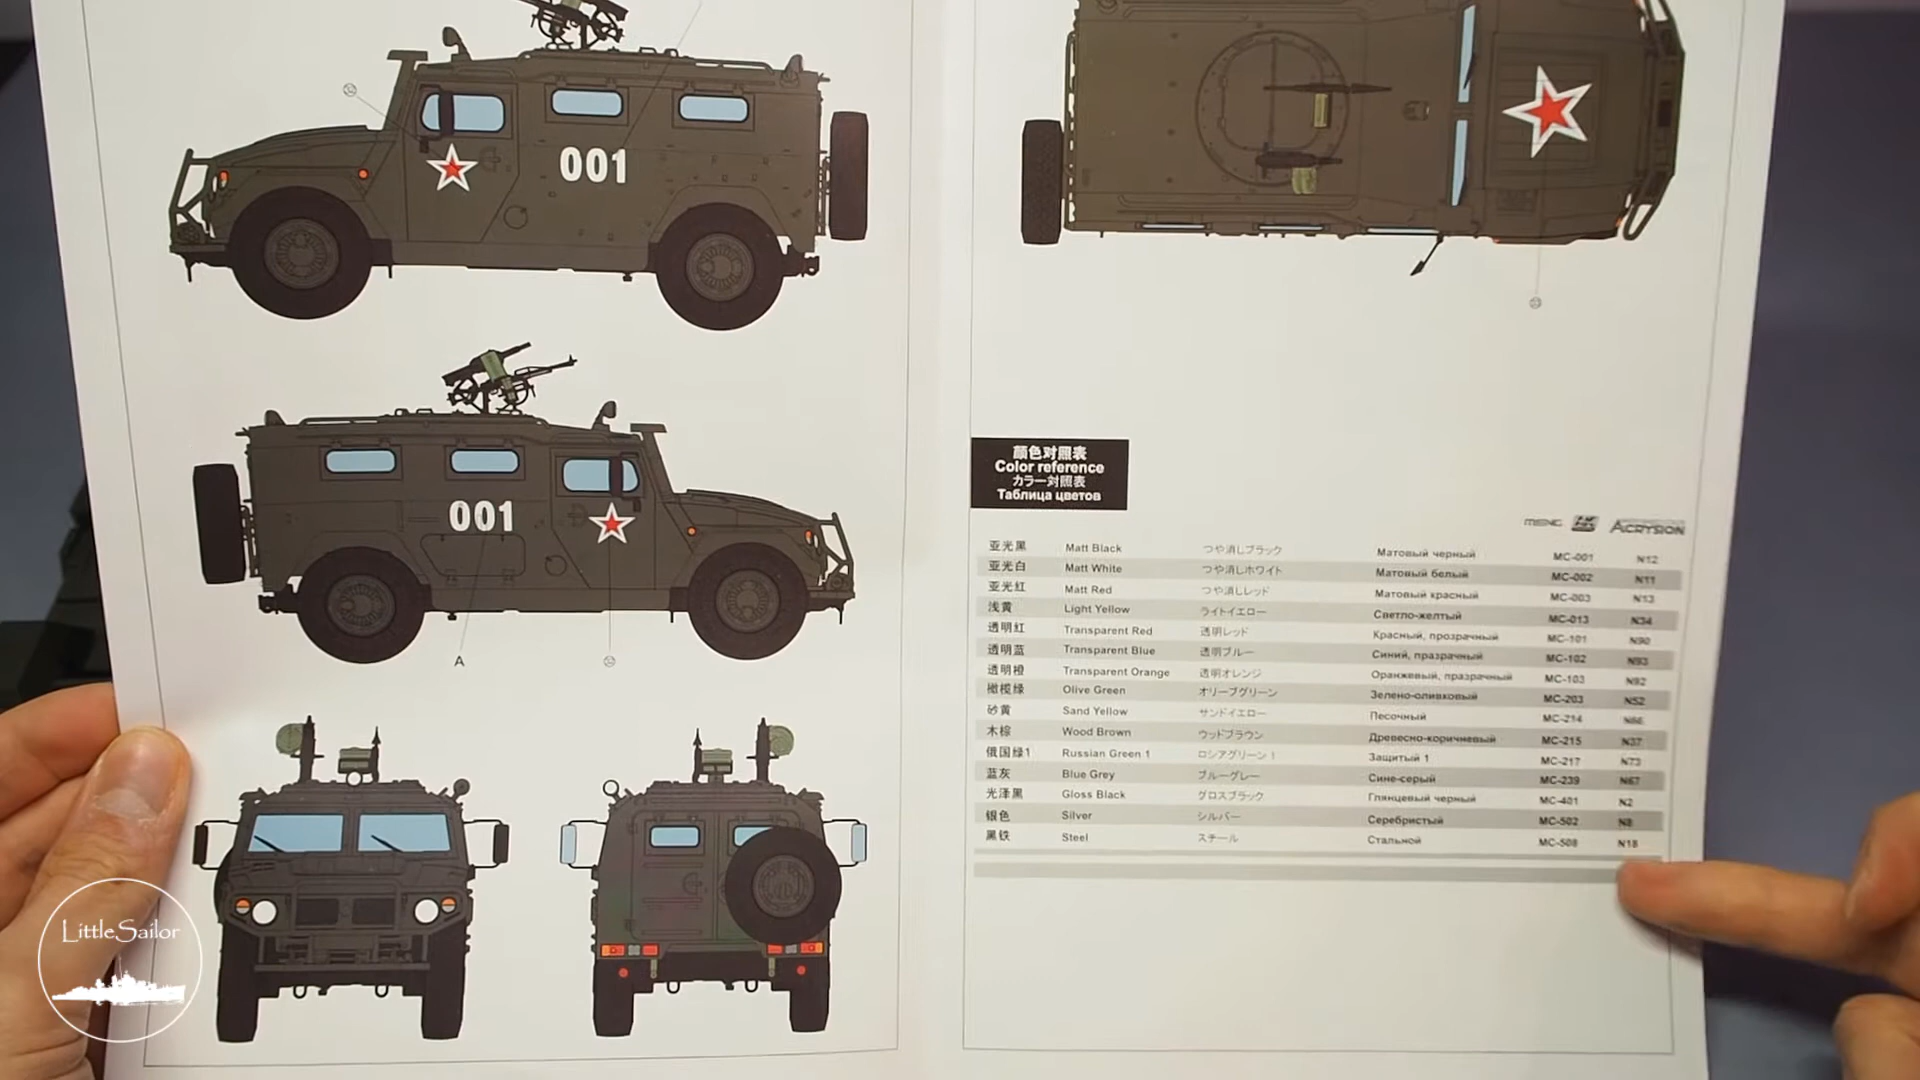 001
001
A
颜色对照表
Color reference
カラー対照表
Таблица цветов
MENG ACRYSION
亚光黑 Matt Black つや消しブラック Матовый черный MC-001 N12
亚光白 Matt White つや消しホワイト Матовый белый MC-002 N11
亚光红 Matt Red つや消しレッド Матовый красный MC-003 N13
浅黄 Light Yellow ライトイエロー Светло-желтый MC-013 N34
透明红 Transparent Red 透明レッド Красный, прозрачный MC-101 N90
透明蓝 Transparent Blue 透明ブルー Синий, празрачный MC-102 N93
透明橙 Transparent Orange 透明オレンジ Оранжевый, празрачный MC-103 N92
橄榄绿 Olive Green オリーブグリーン Зелено-оливковый MC-203 N52
砂黄 Sand Yellow サンドイエロー Песочный MC-214
木棕 Wood Brown ウッドブラウン Древесно-коричневый MC-215 N37
俄国绿1 Russian Green 1 ロシアグリーン 1 Защитый 1 MC-217 N73
蓝灰 Blue Grey ブルーグレー Сине-серый MC-239 N67
光泽黑 Gloss Black グロスブラック Глянцевый черный MC-401 N2
银色 Silver シルバー Серебристый MC-502 N8
黑铁 Steel スチール Стальной MC-508 N18
LittleSailor